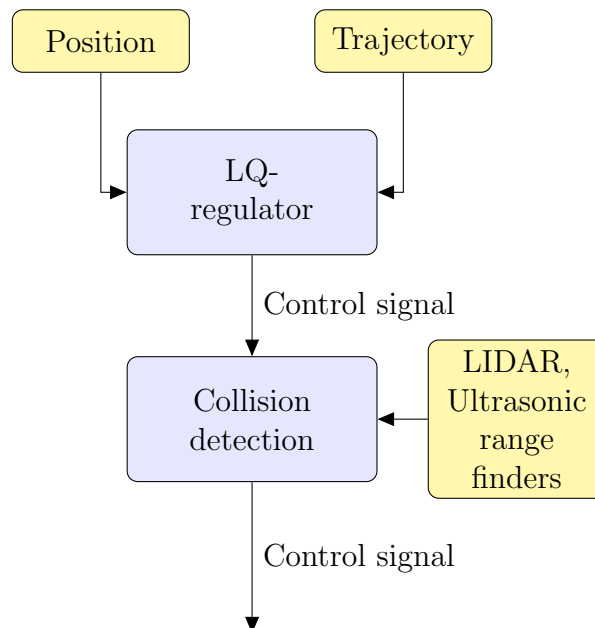 Position
Trajectory
LQ-
regulator
Control signal
Collision
detection
LIDAR,
Ultrasonic
range
finders
Control signal